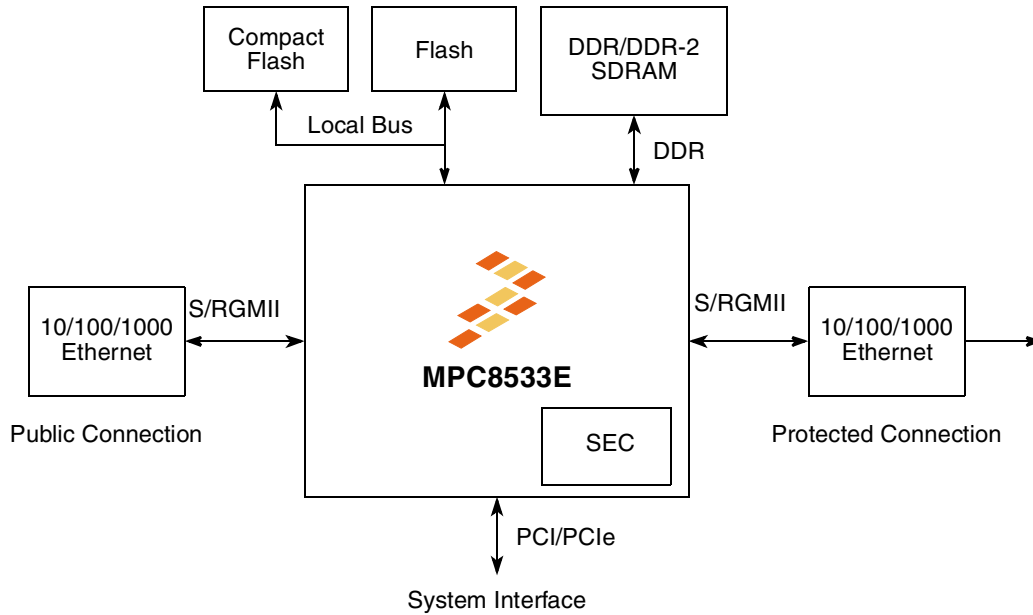 Compact
Flash
Flash
DDR/DDR-2
SDRAM
Local Bus
DDR
S/RGMII
S/RGMII
10/100/1000
Ethernet
10/100/1000
Ethernet
MPC8533E
Public Connection
SEC
Protected Connection
PCI/PCIe
System Interface